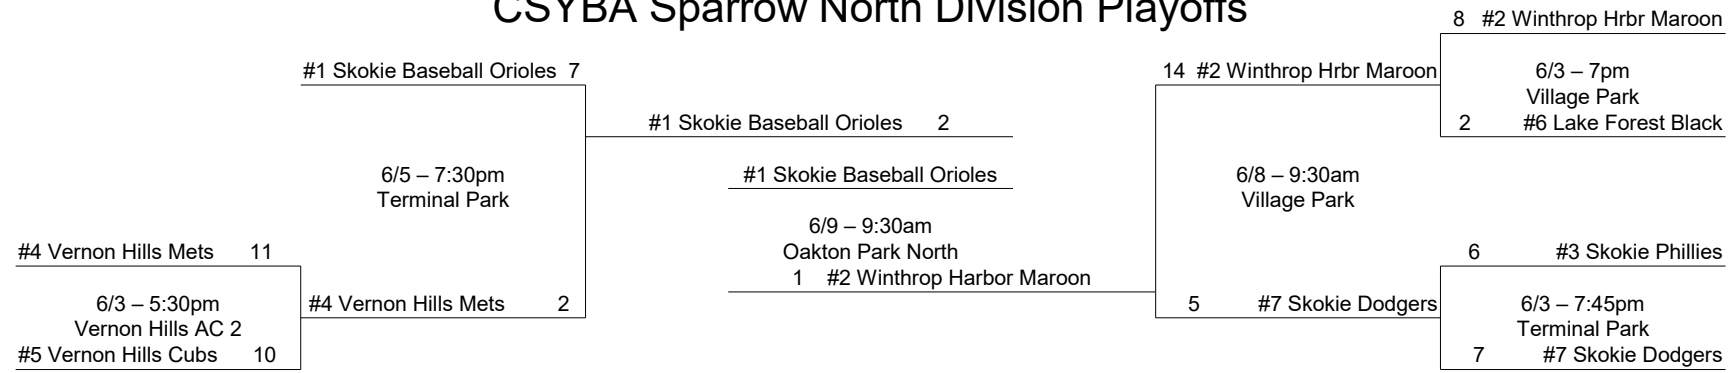 CSYBA Sparrow North Division Playoffs
8 #2 Winthrop Hrbr Maroon
#1 Skokie Baseball Orioles 7
14 #2 Winthrop Hrbr Maroon
6/3 – 7pm
Village Park
#1 Skokie Baseball Orioles 2
2 #6 Lake Forest Black
6/5 – 7:30pm
Terminal Park
#1 Skokie Baseball Orioles
6/8 – 9:30am
Village Park
6/9 – 9:30am
Oakton Park North
#4 Vernon Hills Mets 11
6 #3 Skokie Phillies
1 #2 Winthrop Harbor Maroon
6/3 – 5:30pm
Vernon Hills AC 2
#4 Vernon Hills Mets 2
5 #7 Skokie Dodgers
6/3 – 7:45pm
Terminal Park
#5 Vernon Hills Cubs 10
7 #7 Skokie Dodgers